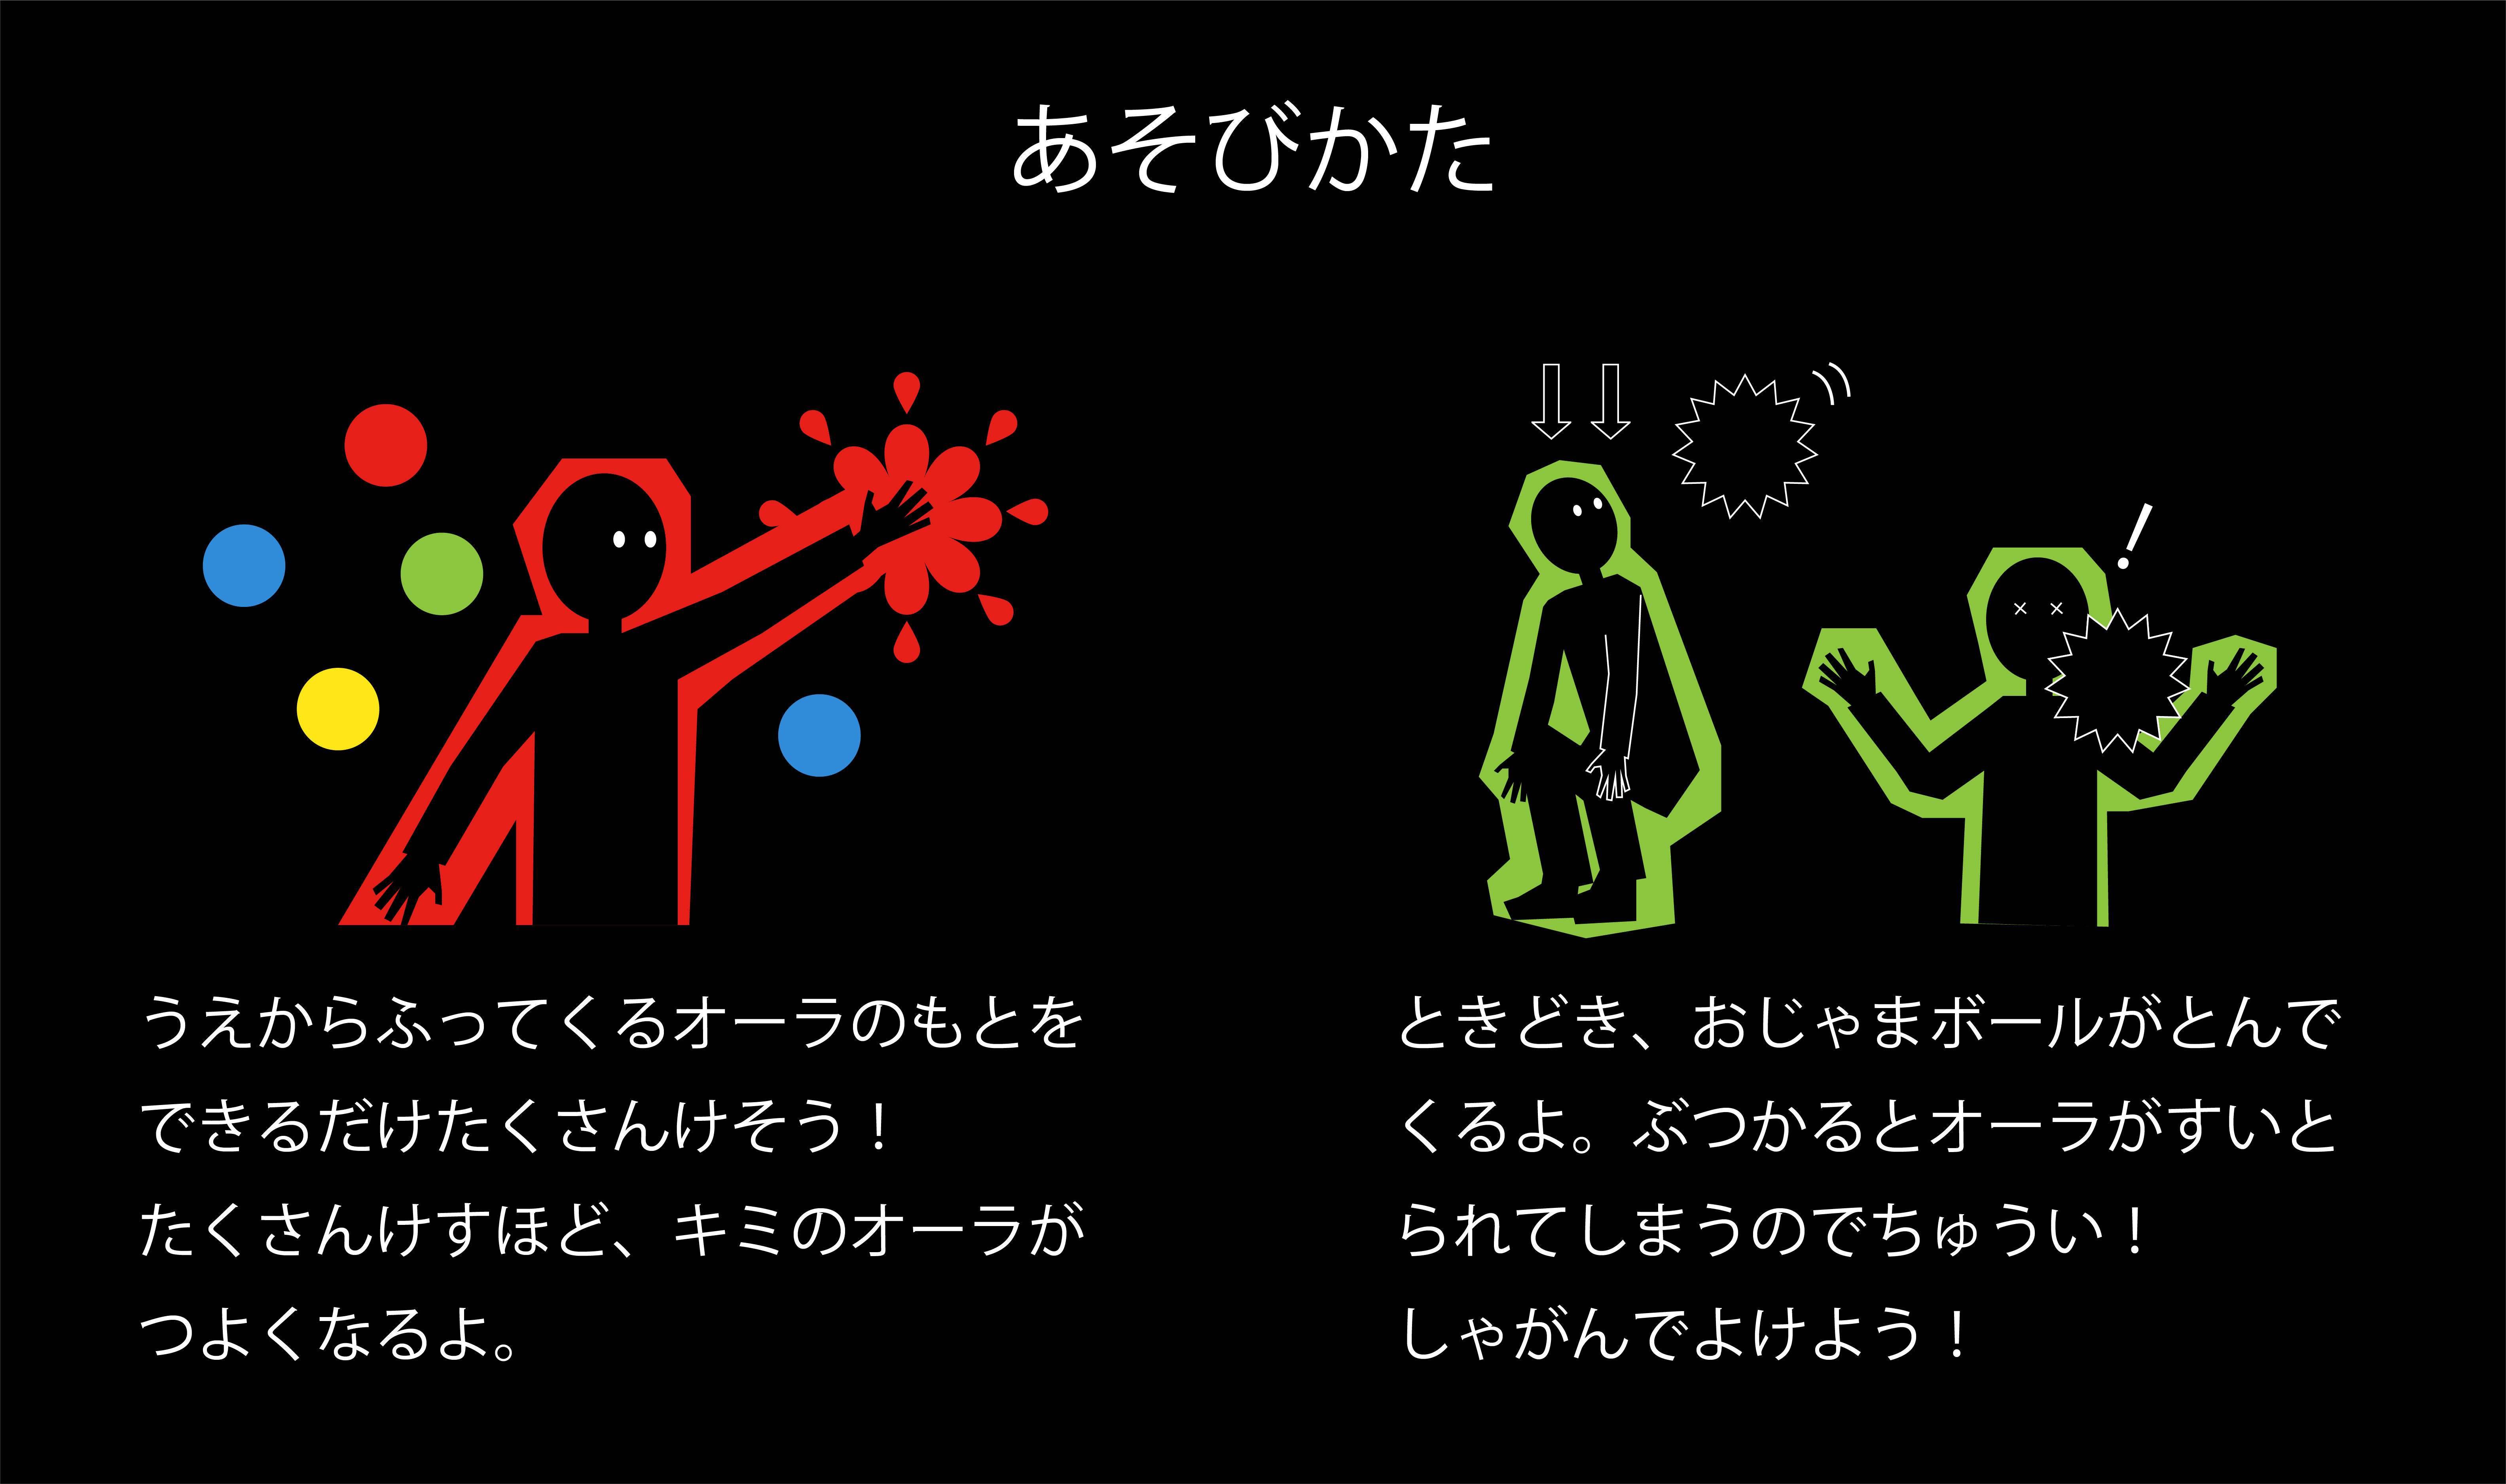 あそびかた
うえからふってくるオーラのもとを
できるだけたくさんけそう！
たくさんけすほど、キミのオーラが
つよくなるよ。
ときどき、おじゃまボールがとんで
くるよ。ぶつかるとオーラがすいと
られてしまうのでちゅうい！
しゃがんでよけよう！